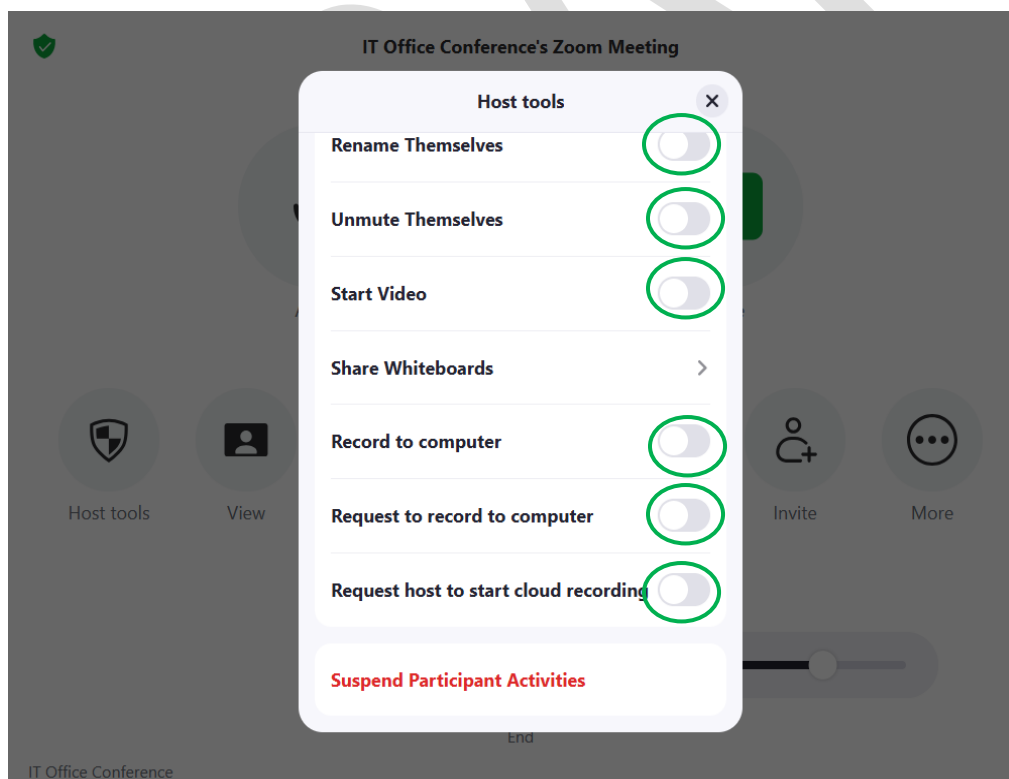 IT Office Conference's Zoom Meeting
Host tools
Rename Themselves
Unmute Themselves
Start Video
Share Whiteboards
Record to computer
Request to record to computer
Request host to start cloud recording
Suspend Participant Activities
Host tools
View
Invite
More
End
IT Office Conference